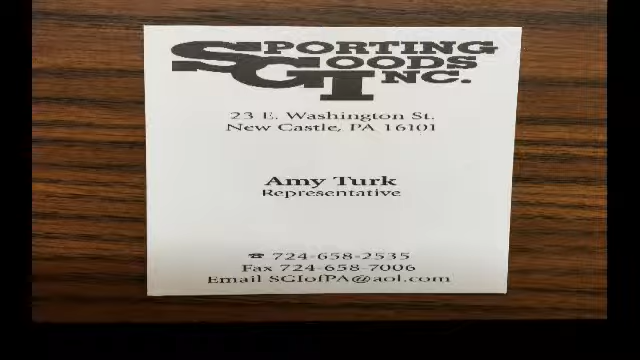 SPORTING
GOODS
INC.
23 E. Washington St.
New Castle, PA 16101
Amy Turk
Representative
☎ 724-658-2535
Fax 724-658-7006
Email SGIofPA@aol.com